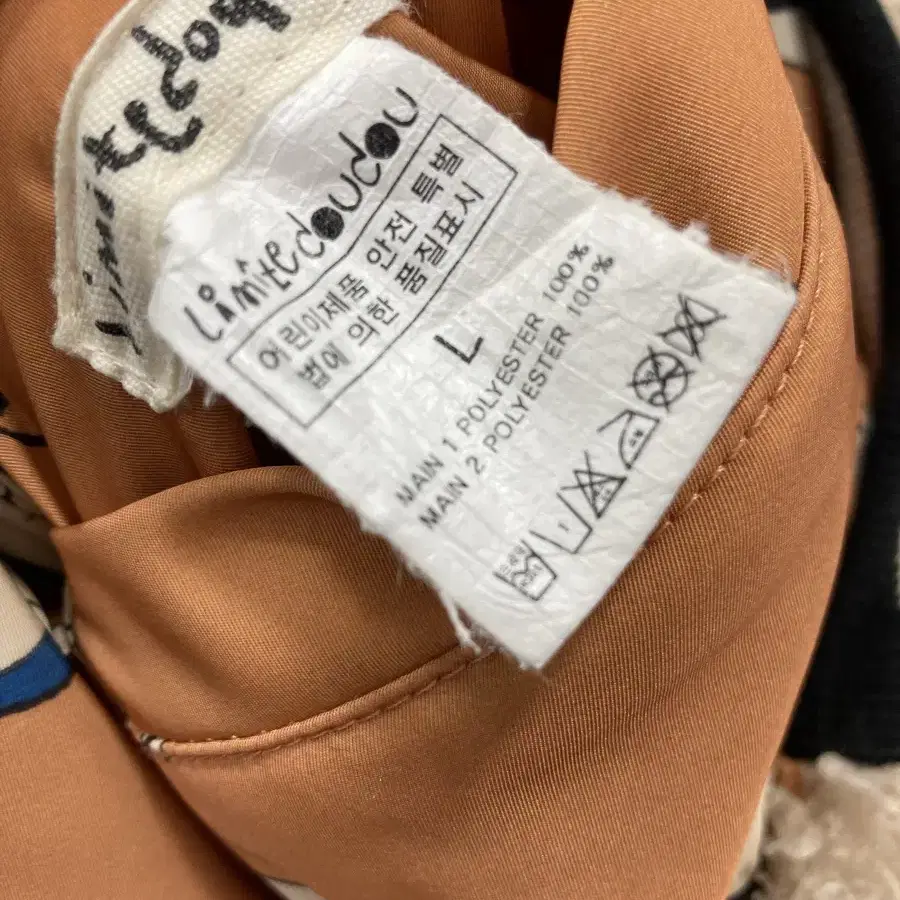 Limitedoudou
Limitedoudou
어린이제품 안전 특별
법에 의한 품질표시
L
MAIN 1 POLYESTER 100%
MAIN 2 POLYESTER 100%